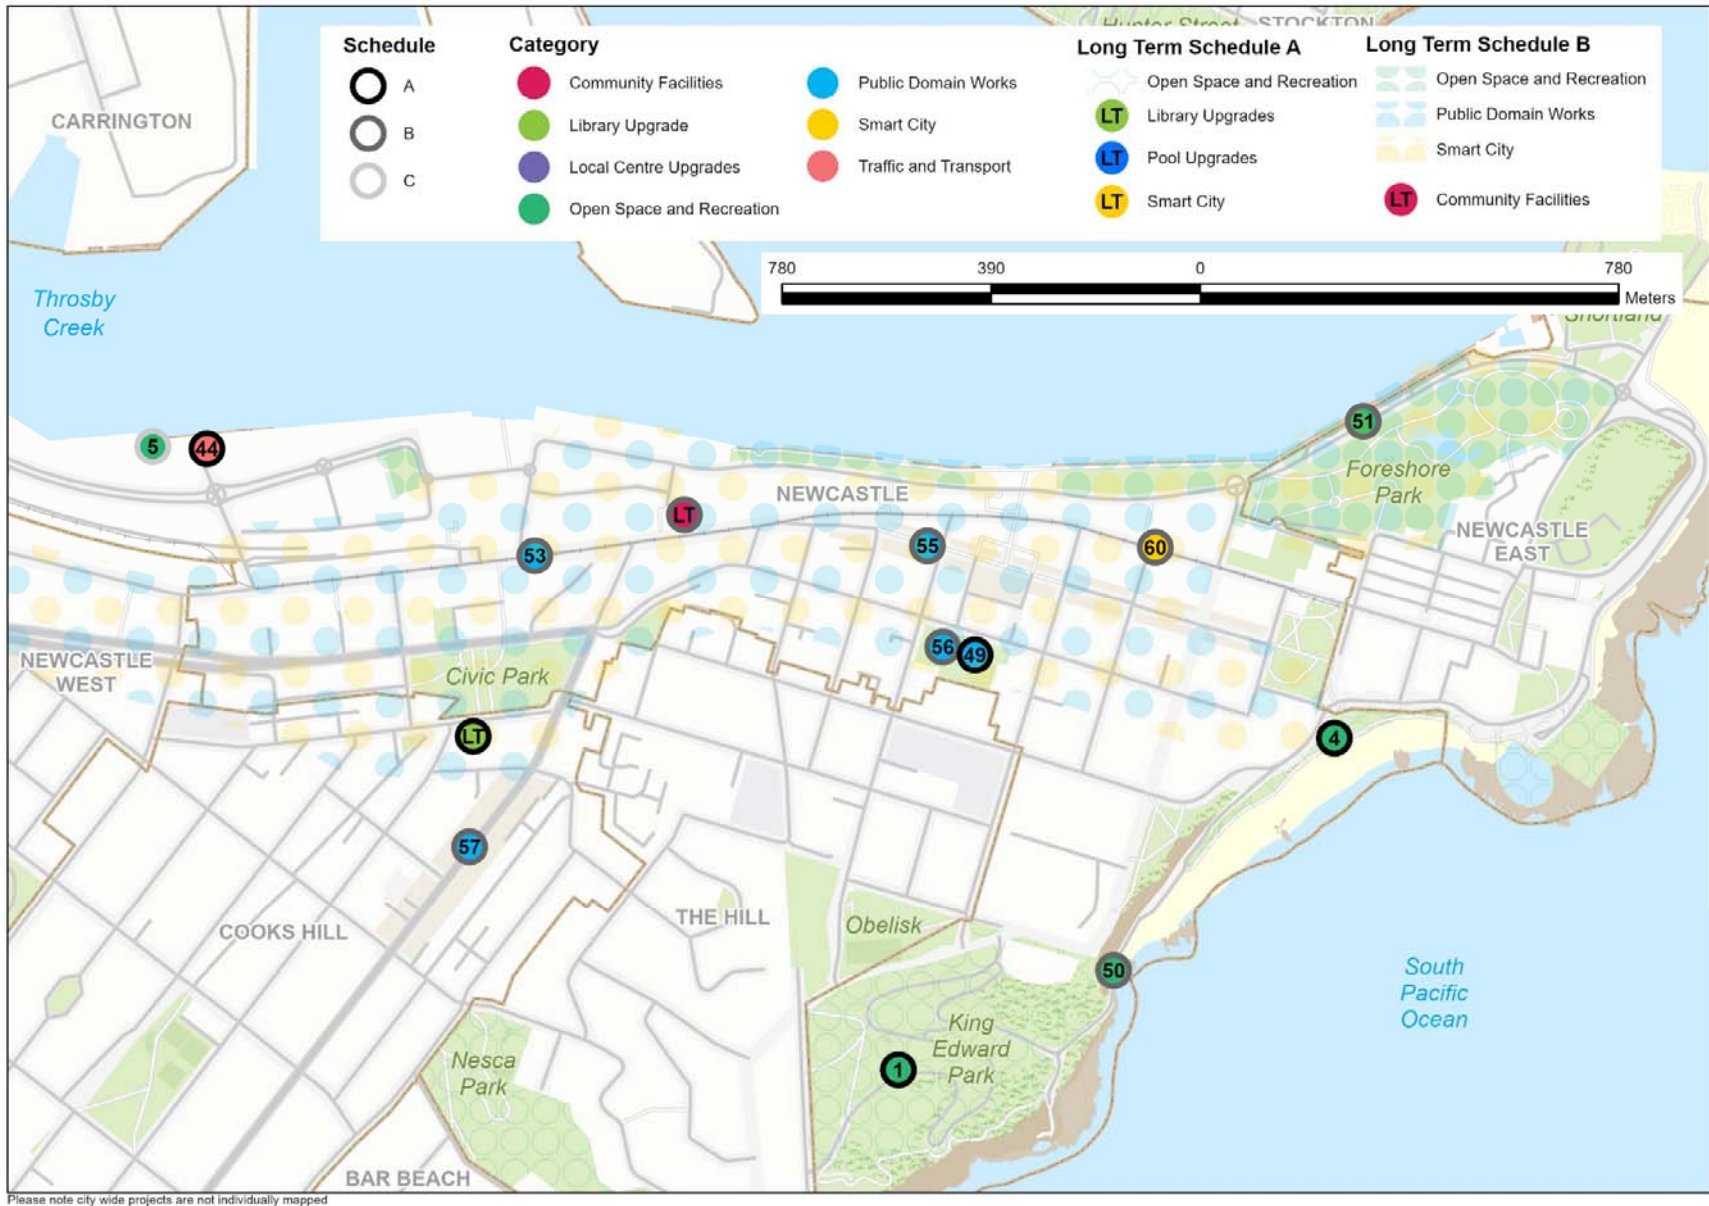 Hunter Street STOCKTON
Schedule
A
B
C
Category
Community Facilities
Library Upgrade
Local Centre Upgrades
Open Space and Recreation
Public Domain Works
Smart City
Traffic and Transport
Long Term Schedule A
Open Space and Recreation
LT Library Upgrades
LT Pool Upgrades
LT Smart City
Long Term Schedule B
Open Space and Recreation
Public Domain Works
Smart City
LT Community Facilities
CARRINGTON
780 390 0 780
Meters
Throsby
Creek
Shortland
5 44
51
Foreshore
Park
NEWCASTLE
LT
NEWCASTLE
EAST
53
55
60
56 49
NEWCASTLE
WEST
Civic Park
LT
4
57
COOKS HILL
THE HILL
Obelisk
50
South
Pacific
Ocean
King
Edward
Park
1
Nesca
Park
BAR BEACH
Please note city wide projects are not individually mapped